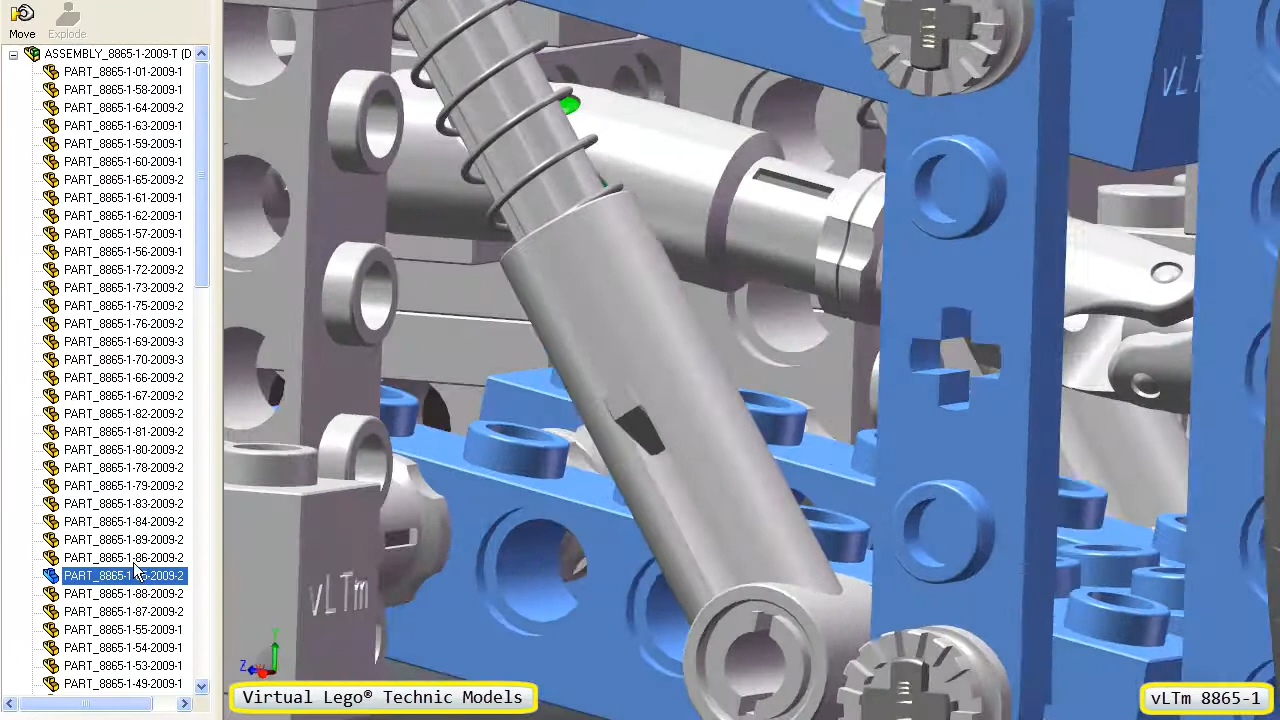 Move
Explode
ASSEMBLY_8865-1-2009-T (D
PART_8865-1-01-2009-1
PART_8865-1-58-2009-1
PART_8865-1-64-2009-2
PART_8865-1-63-2009-1
PART_8865-1-59-2009-1
PART_8865-1-60-2009-1
PART_8865-1-65-2009-2
PART_8865-1-61-2009-1
PART_8865-1-62-2009-1
PART_8865-1-50-2009-1
PART_8865-1-56-2009-1
PART_8865-1-72-2009-2
PART_8865-1-73-2009-2
PART_8865-1-75-2009-2
PART_8865-1-76-2009-2
PART_8865-1-69-2009-3
PART_8865-1-70-2009-3
PART_8865-1-66-2009-2
PART_8865-1-67-2009-2
PART_8865-1-82-2009-2
PART_8865-1-81-2009-2
PART_8865-1-80-2009-2
PART_8865-1-78-2009-2
PART_8865-1-79-2009-2
PART_8865-1-83-2009-2
PART_8865-1-84-2009-2
PART_8865-1-89-2009-2
PART_8865-1-86-2009-2
PART_8865-1-
PART_8865-1-88-2009-2
PART_8865-1-87-2009-2
PART_8865-1-55-2009-1
PART_8865-1-54-2009-1
PART_8865-1-53-2009-1
PART_8865-1-49-2009-1
vLT
vLTm
Y
Z
Virtual Lego® Technic Models
vLTm 8865-1